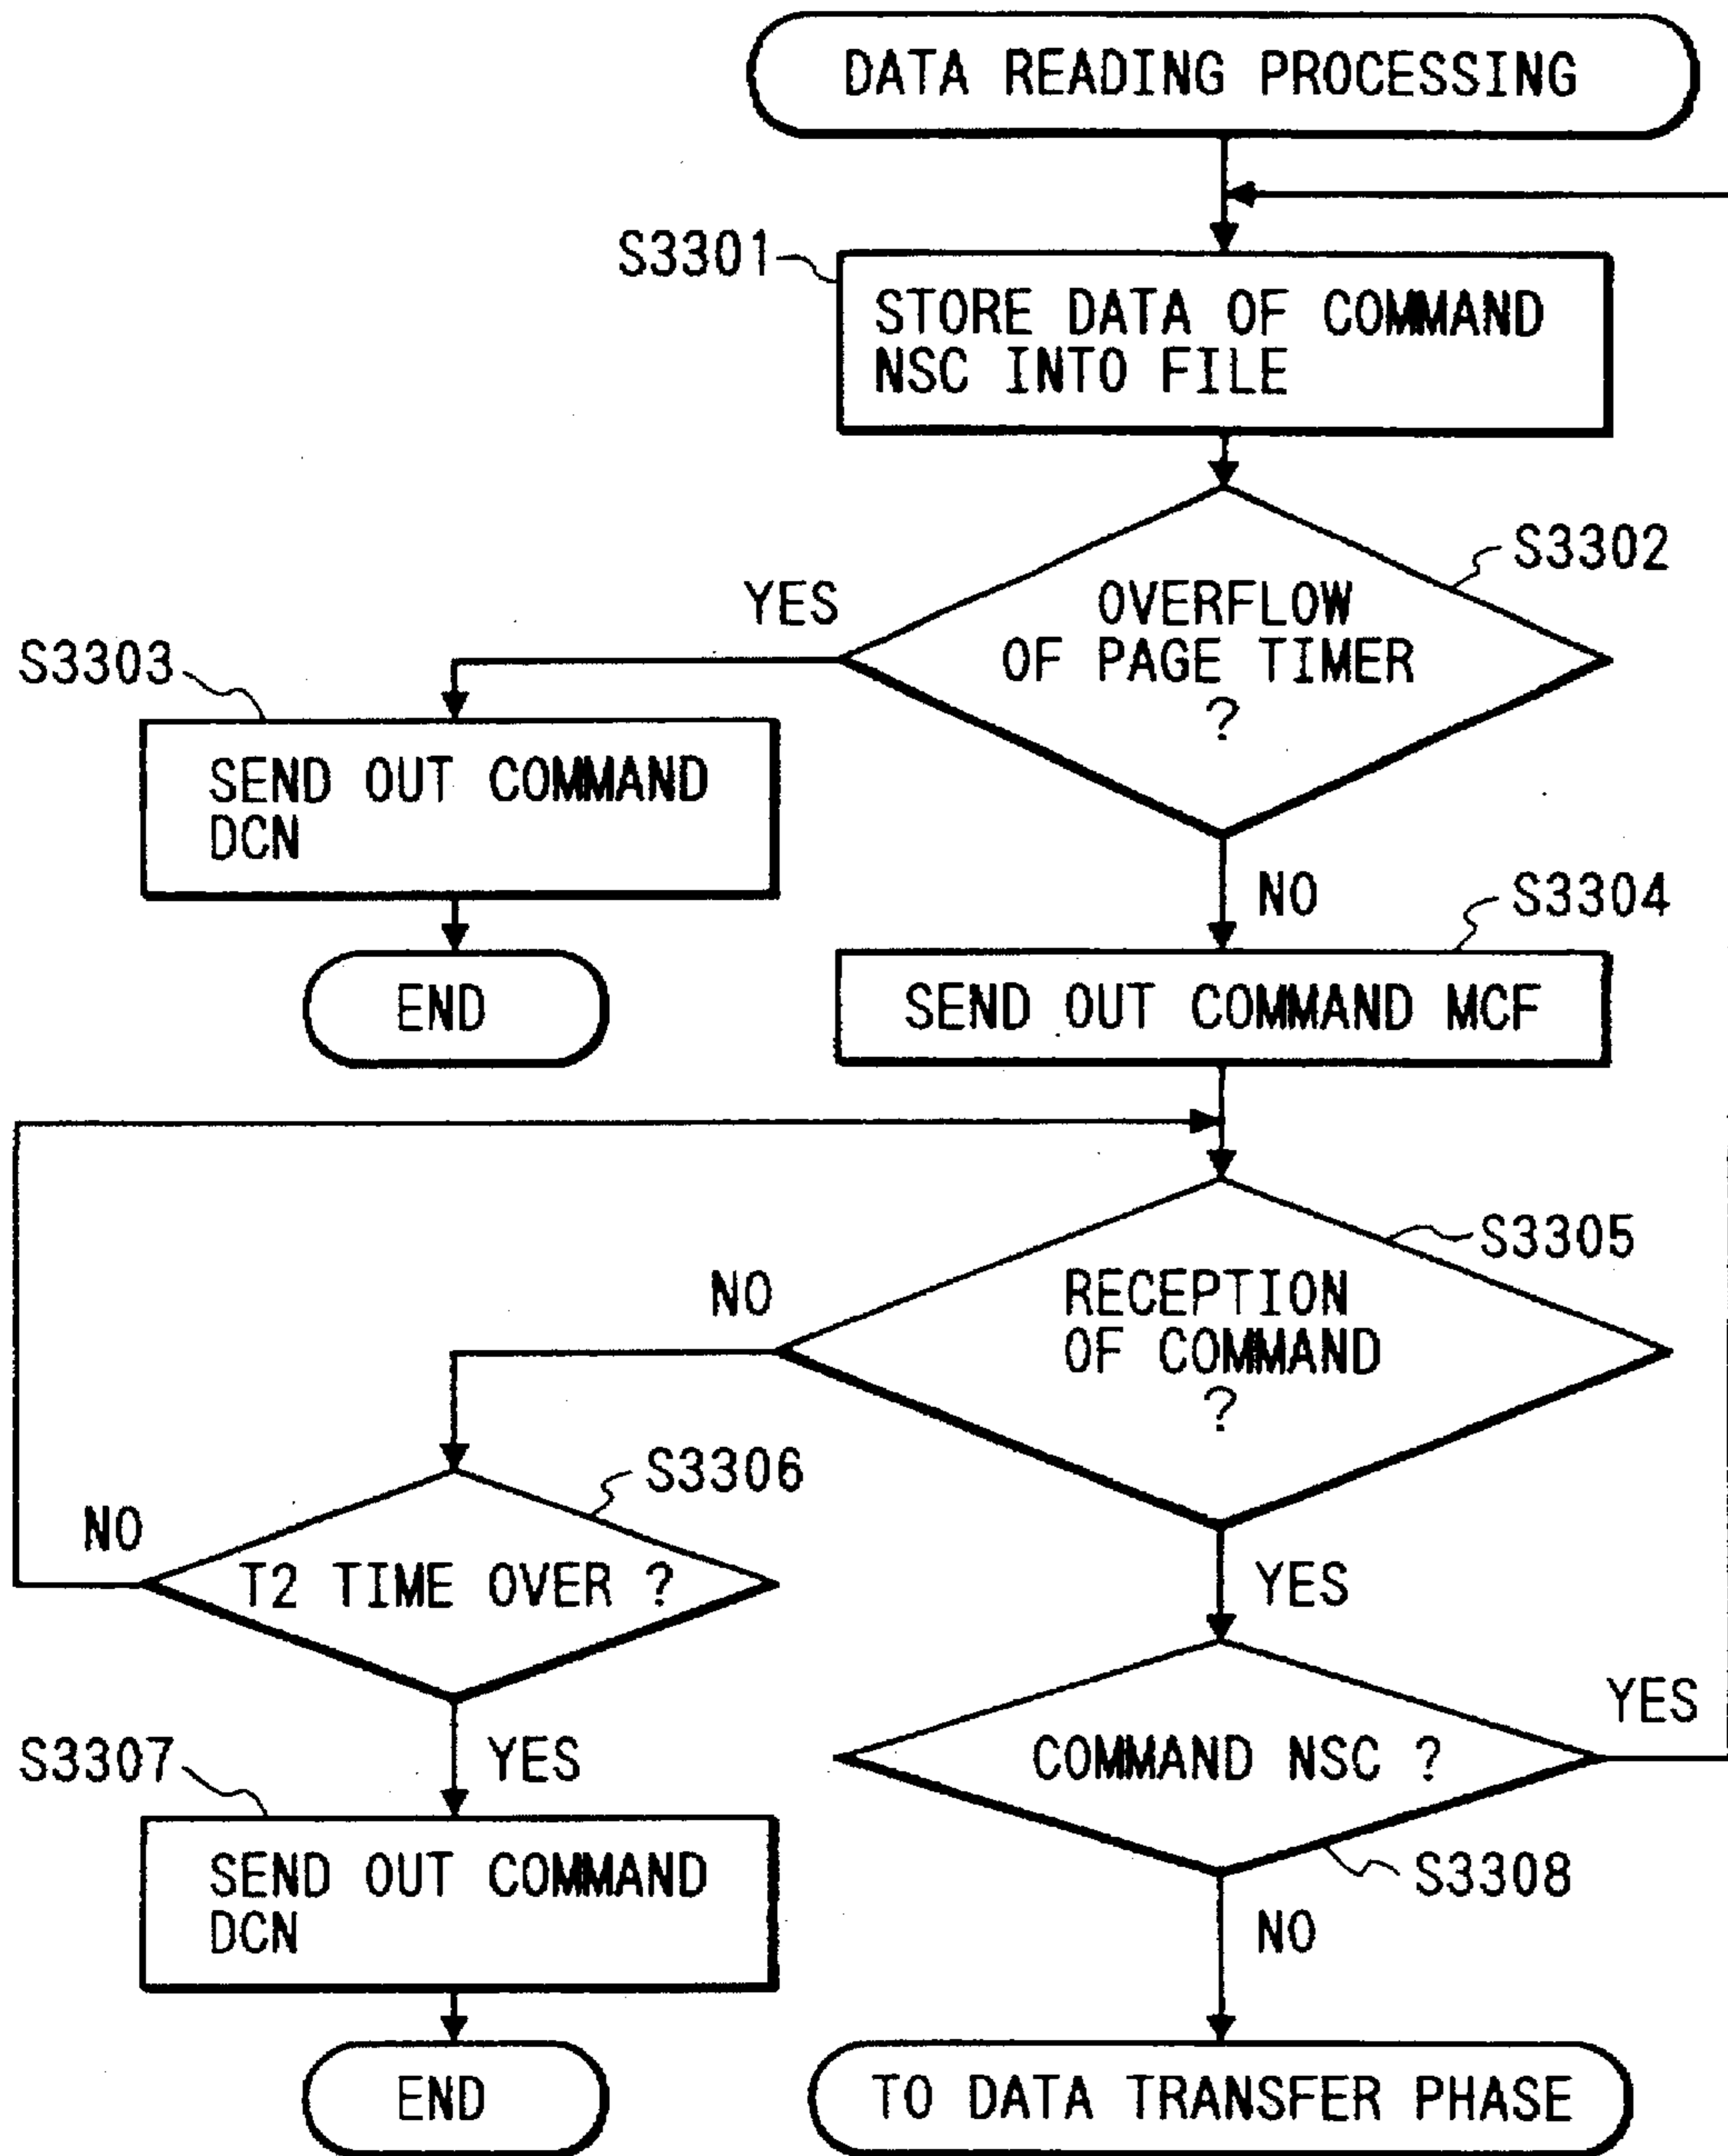 DATA READING PROCESSING
S3301
STORE DATA OF COMMAND
NSC INTO FILE
S3302
YES
OVERFLOW
OF PAGE TIMER
?
S3303
SEND OUT COMMAND
DCN
NO
S3304
END
SEND OUT COMMAND MCF
S3305
NO
RECEPTION
OF COMMAND
?
S3306
NO
T2 TIME OVER ?
YES
YES
S3307
YES
COMMAND NSC ?
SEND OUT COMMAND
DCN
S3308
NO
END
TO DATA TRANSFER PHASE